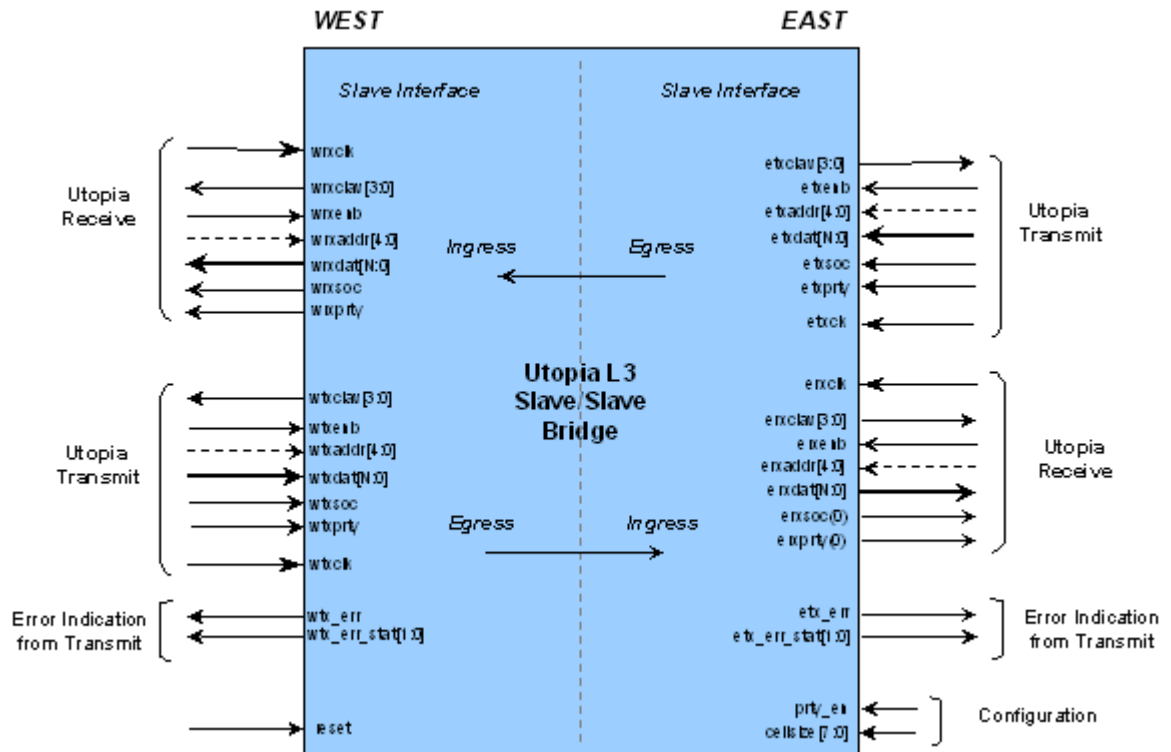 WEST
EAST
Slave Interface
Slave Interface
Utopia
Receive
wrxclk
wrxclav[3:0]
wrxenb
wrxaddr[4:0]
wrxdat[N:0]
wrxsoc
wrxprty
Ingress
Egress
etxclav[3:0]
etxenb
etxaddr[4:0]
etxdat[N:0]
etxsoc
etxprty
etxclk
Utopia
Transmit
Utopia L3
Slave/Slave
Bridge
Utopia
Transmit
wtxclav[3:0]
wtxenb
wtxaddr[4:0]
wtxdat[N:0]
wtxsoc
wtxprty
wtxclk
Egress
Ingress
erxclk
erxclav[3:0]
erxenb
erxaddr[4:0]
erxdat[N:0]
erxsoc(0)
erxprty(0)
Utopia
Receive
Error Indication
from Transmit
wtx_err
wtx_err_stat[1:0]
etx_err
etx_err_stat[1:0]
Error Indication
from Transmit
reset
prty_en
cellsize[7:0]
Configuration